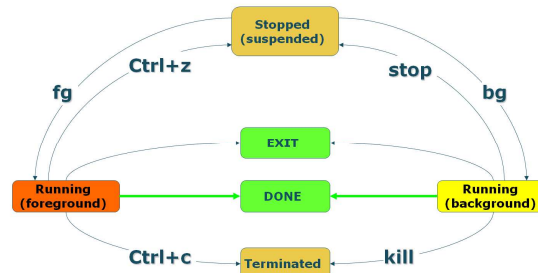 Stopped
(suspended)
Ctrl+z
stop
fg
bg
EXIT
Running
(foreground)
DONE
Running
(background)
Ctrl+c
kill
Terminated